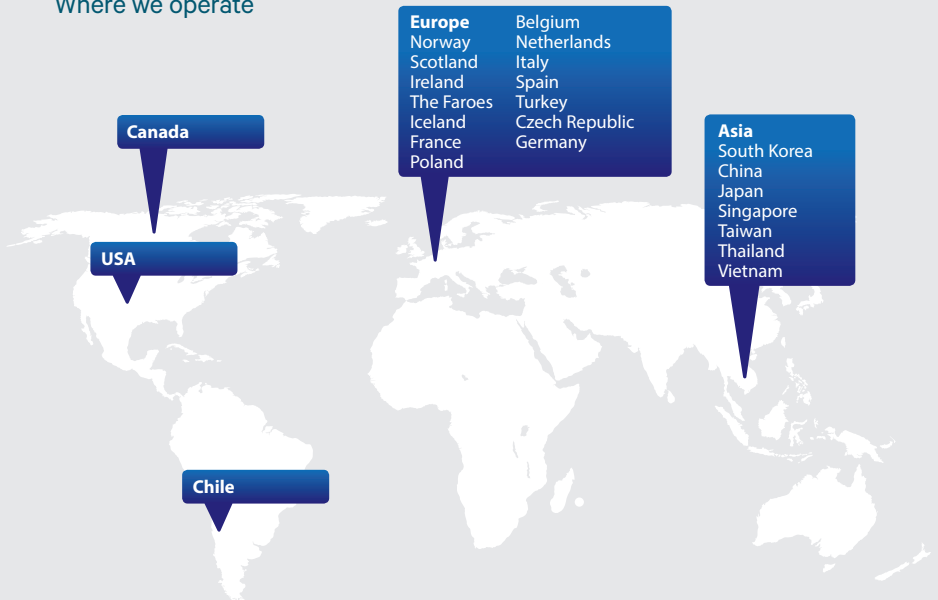 Where we operate
Canada
USA
Chile
Europe
Norway
Scotland
Ireland
The Faroes
Iceland
France
Poland
Belgium
Netherlands
Italy
Spain
Turkey
Czech Republic
Germany
Asia
South Korea
China
Japan
Singapore
Taiwan
Thailand
Vietnam